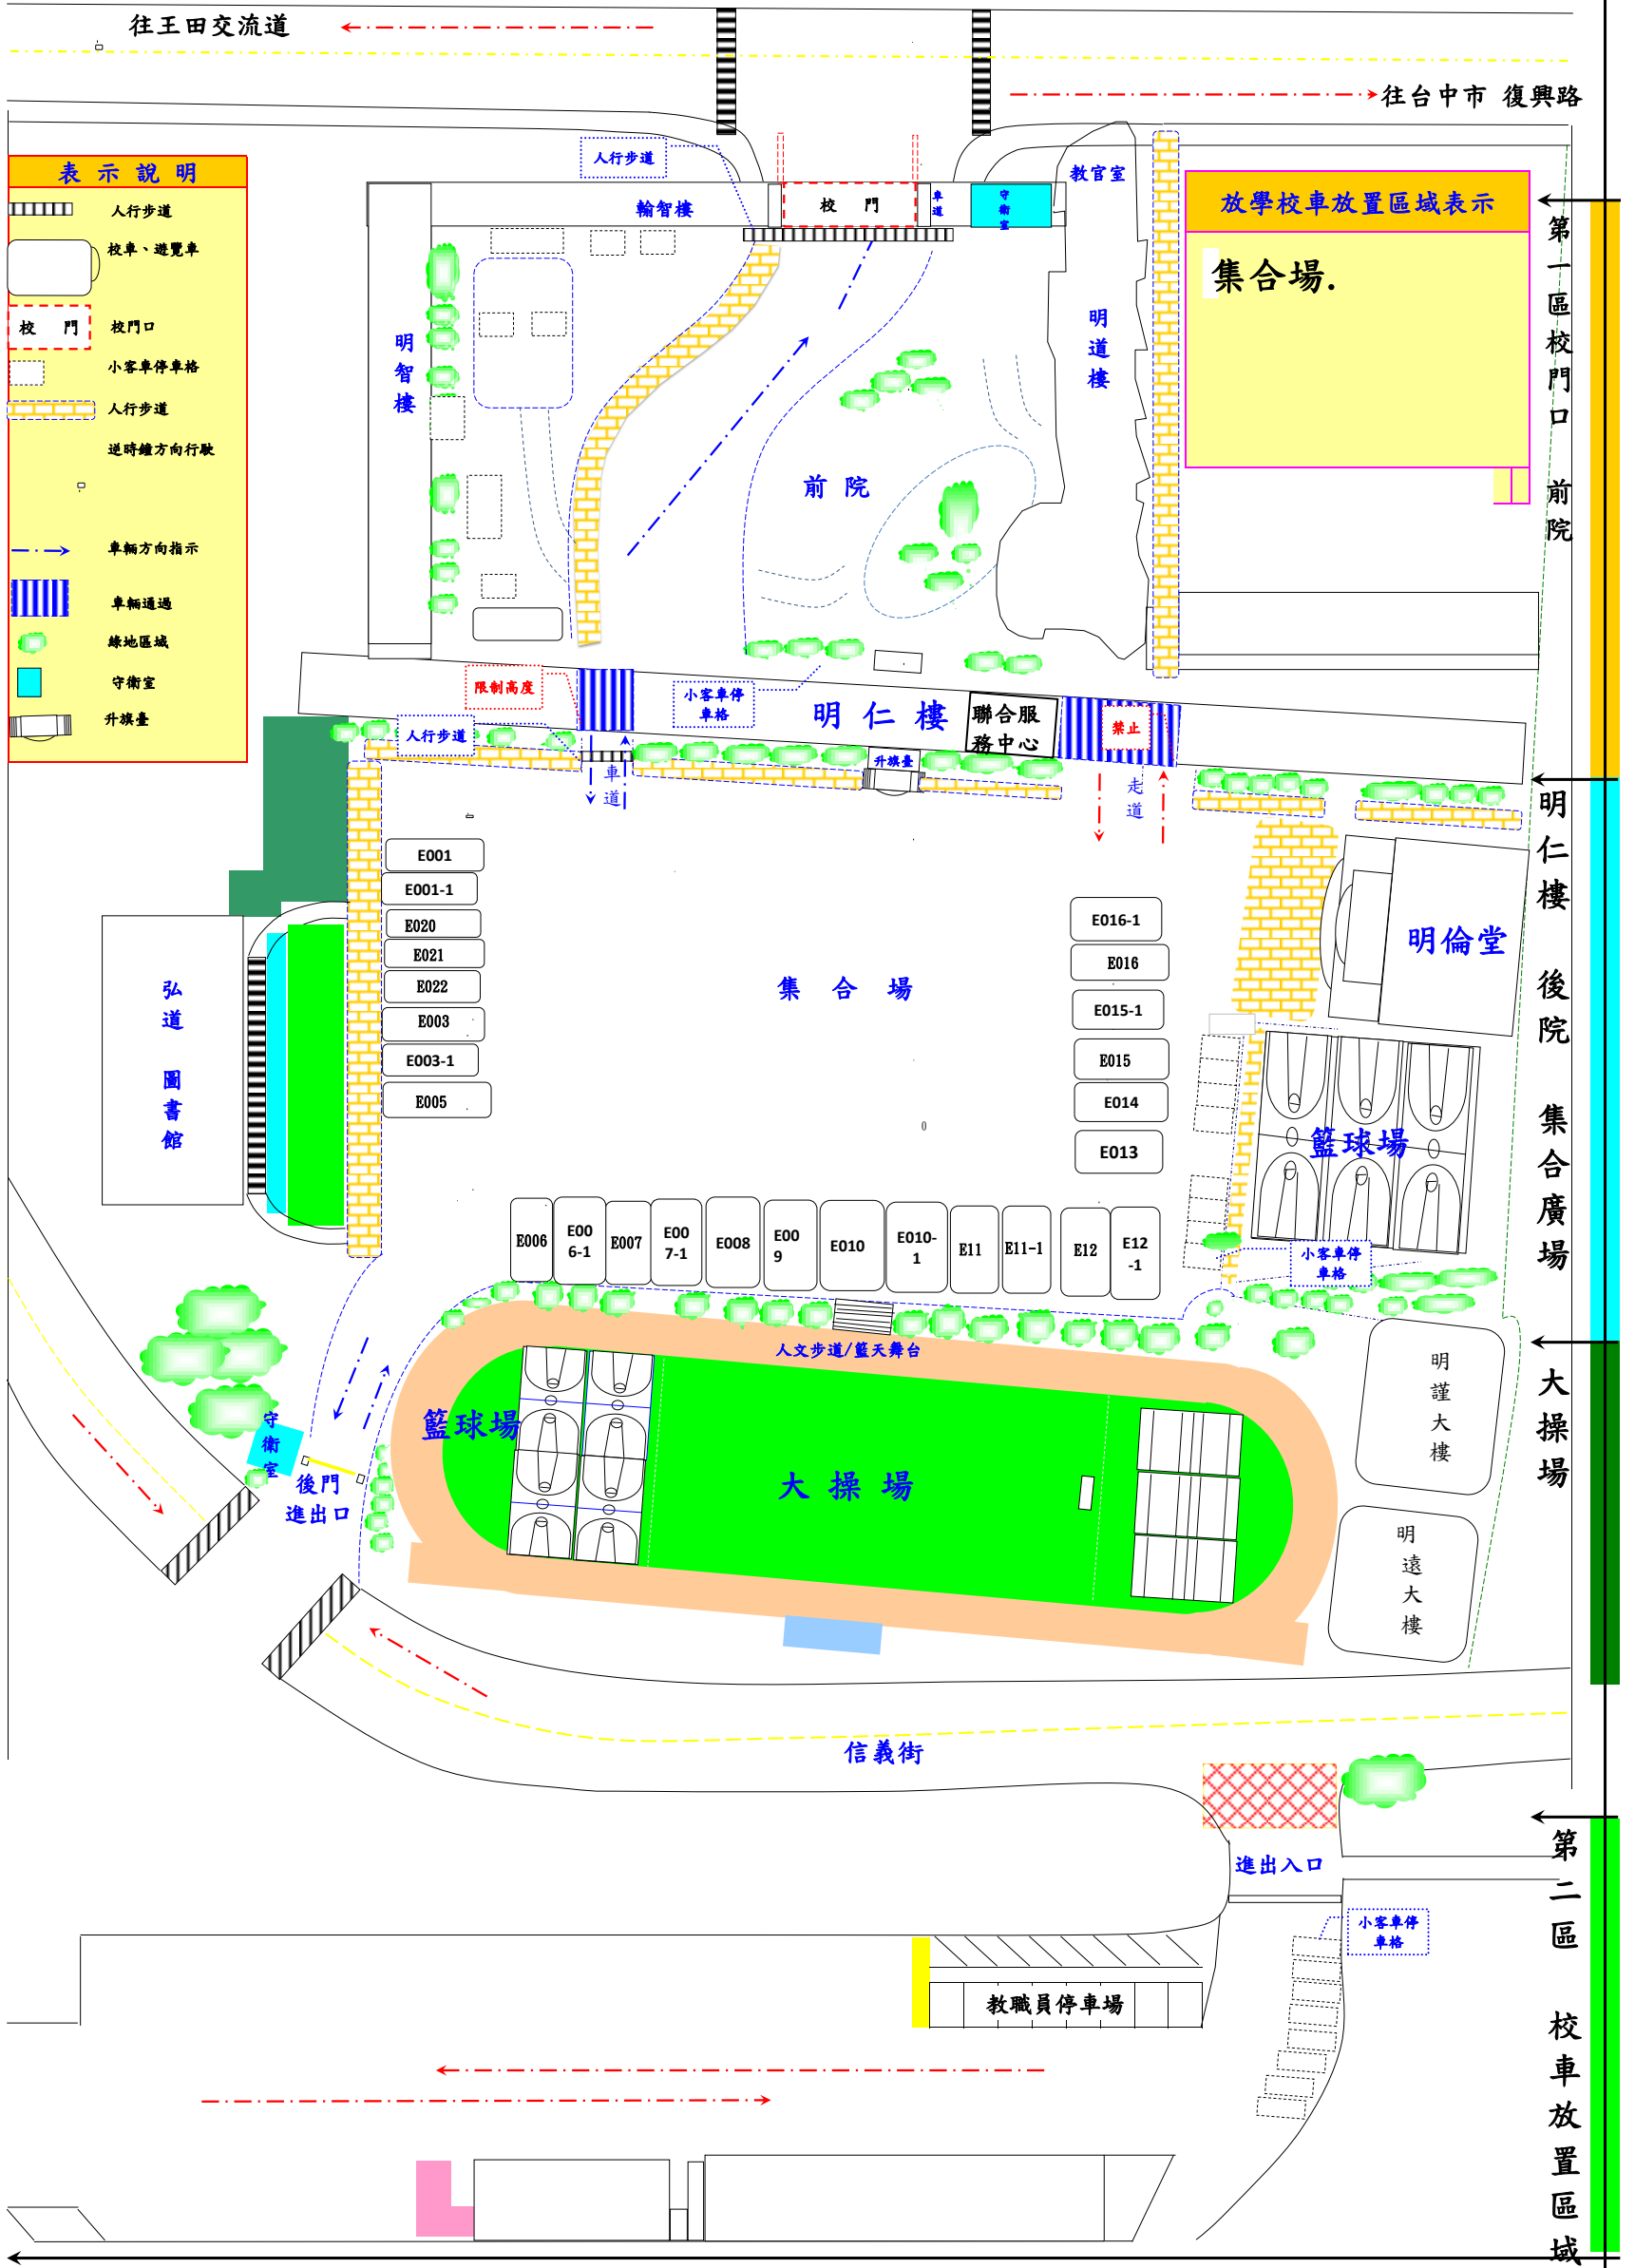 往王田交流道
往台中市 復興路
表示說明
人行步道
校車、遊覽車
校 門
校門口
小客車停車格
人行步道
逆時鐘方向行駛
車輛方向指示
車輛通過
綠地區域
守衛室
升旗臺
人行步道
輸智樓
校 門
車道
守衛室
教官室
放學校車放置區域表示
集合場.
明智樓
明道樓
前院
第一區校門口 前院
限制高度
小客車停
車格
明仁樓
聯合服
務中心
禁止
人行步道
車道
升旗臺
走道
E001
E001-1
E020
E021
E022
E003
E003-1
E005
E016-1
E016
E015-1
E015
E014
E013
集合場
明倫堂
弘道 圖書館
籃球場
明仁樓 後院 集合廣場
E006
E00
6-1
E007
E00
7-1
E008
E00
9
E010
E010-
1
E11
E11-1
E12
E12
-1
小客車停
車格
人文步道/籃天舞台
籃球場
大操場
明謹大樓
明遠大樓
大操場
守衛室
後門
進出口
信義街
進出入口
小客車停
車格
教職員停車場
第二區 校車放置區域